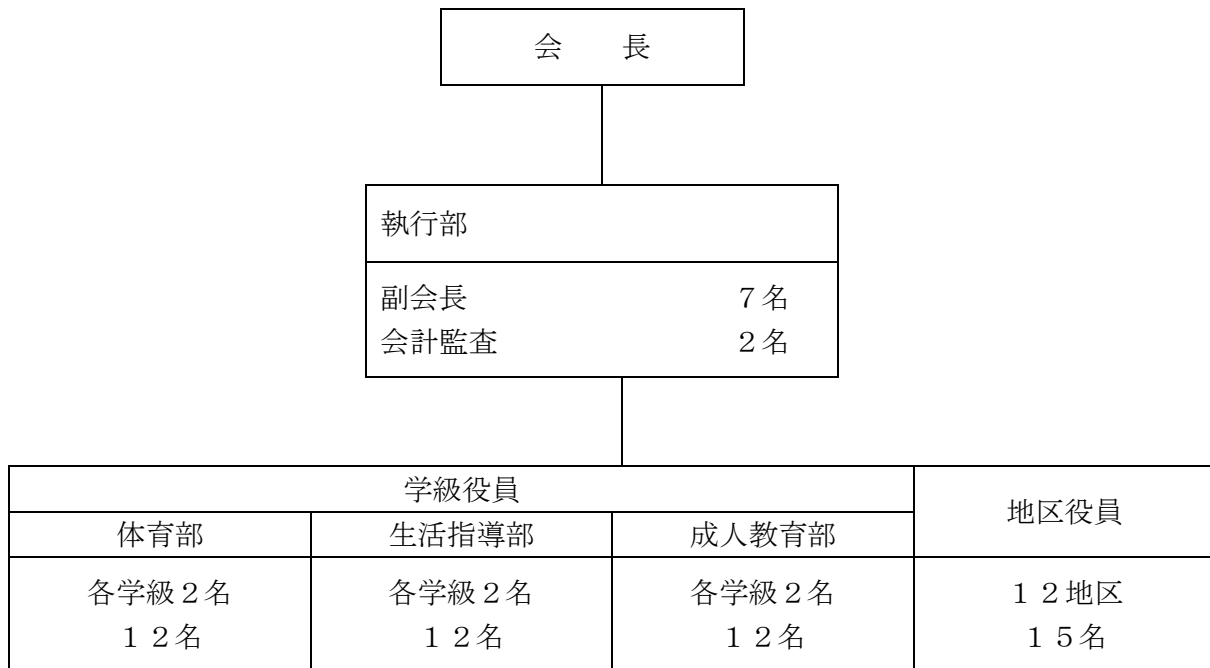 会　　長
執行部
副会長　　　　　　　　７名
会計監査　　　　　　　２名
学級役員
地区役員
体育部　生活指導部　成人教育部
各学級２名　各学級２名　各学級２名　１２地区
１２名　１２名　１２名　１５名